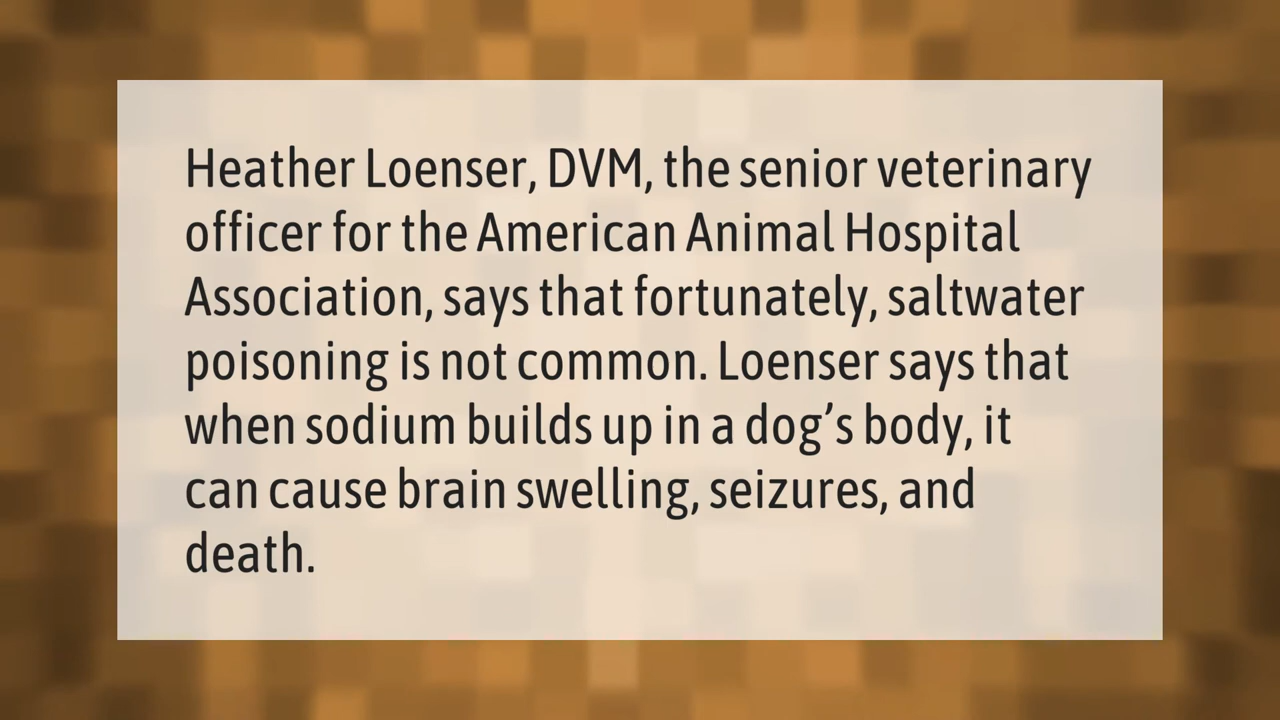 Heather Loenser, DVM, the senior veterinary
officer for the American Animal Hospital
Association, says that fortunately, saltwater
poisoning is not common. Loenser says that
when sodium builds up in a dog’s body, it
can cause brain swelling, seizures, and
death.